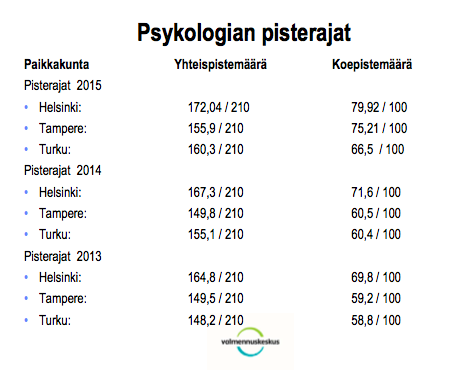 Psykologian pisterajat
Paikkakunta Yhteispistemäärä Koepistemäärä
Pisterajat 2015
• Helsinki: 172,04 / 210 79,92 / 100
• Tampere: 155,9 / 210 75,21 / 100
• Turku: 160,3 / 210 66,5 / 100
Pisterajat 2014
• Helsinki: 167,3 / 210 71,6 / 100
• Tampere: 149,8 / 210 60,5 / 100
• Turku: 155,1 / 210 60,4 / 100
Pisterajat 2013
• Helsinki: 164,8 / 210 69,8 / 100
• Tampere: 149,5 / 210 59,2 / 100
• Turku: 148,2 / 210 58,8 / 100
valmennuskeskus